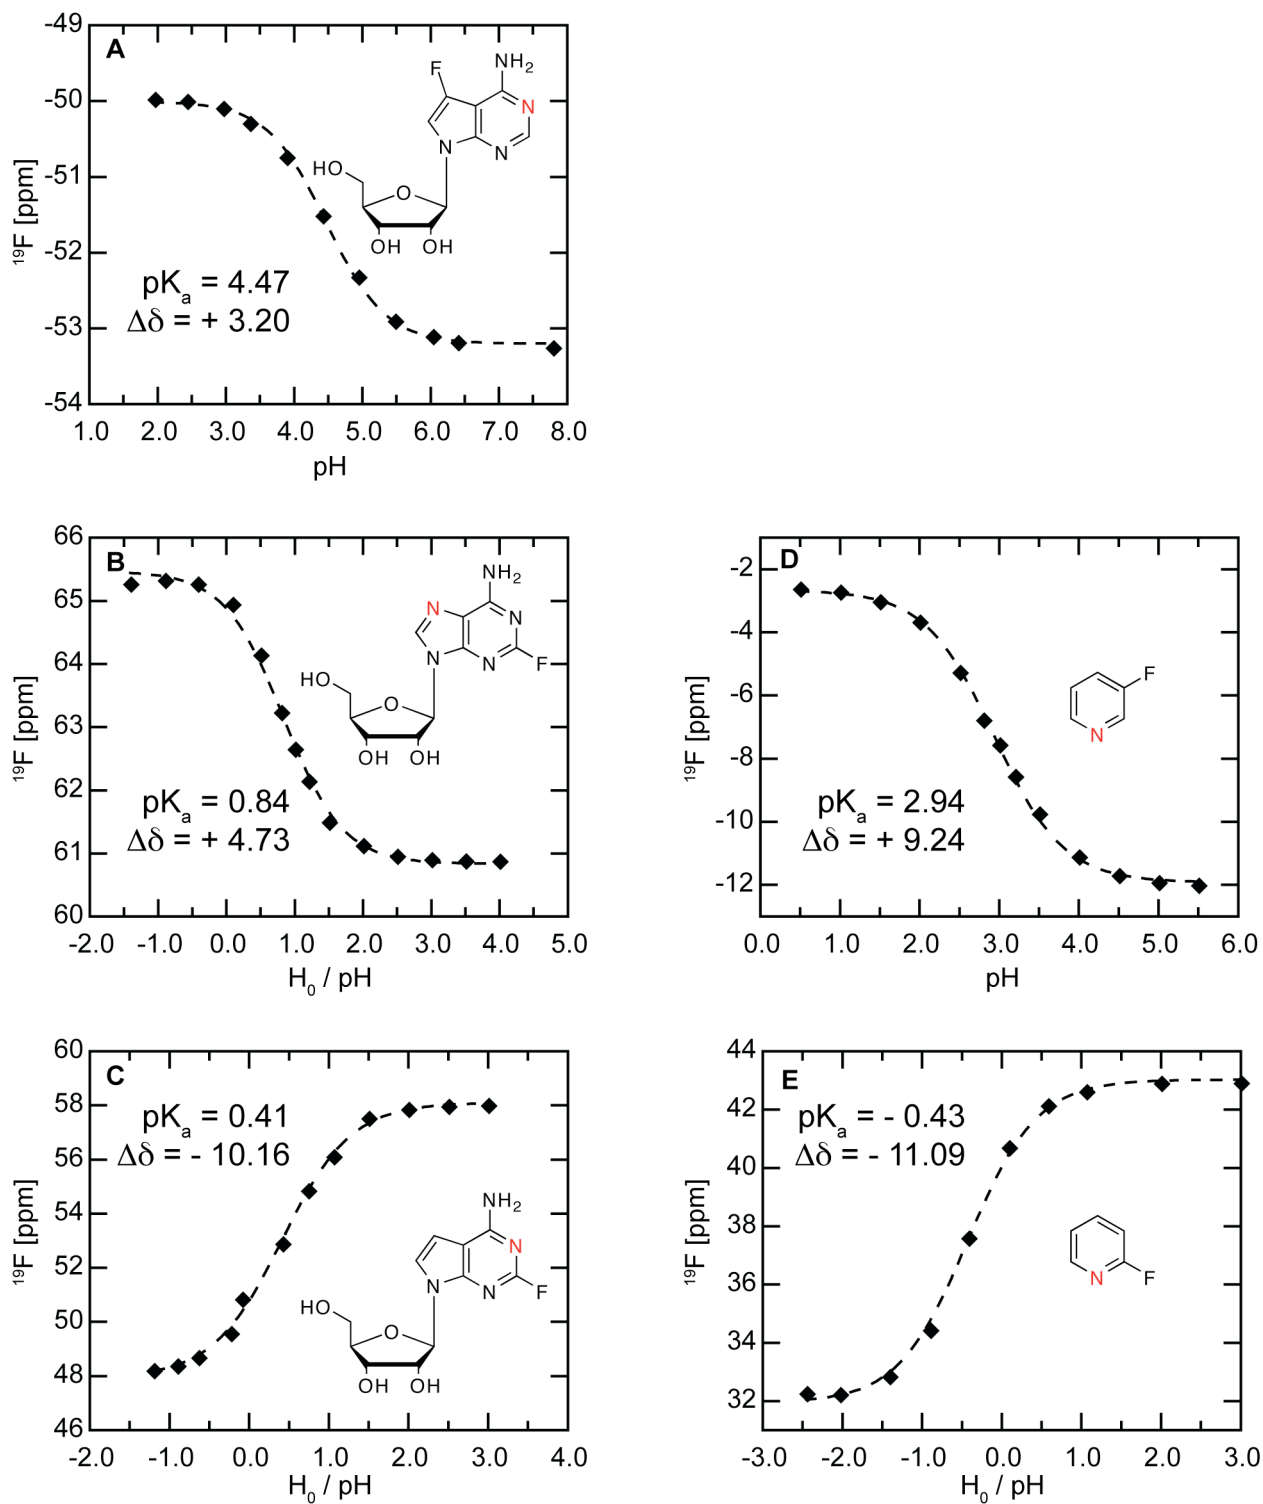 A
-49
-50
-51
-52
-53
-54
¹⁹F [ppm]
F
NH₂
N
N
N
HO
O
OH OH
pKₐ = 4.47
Δδ = + 3.20
1.0 2.0 3.0 4.0 5.0 6.0 7.0 8.0
pH
B
66
65
64
63
62
61
60
¹⁹F [ppm]
NH₂
N
N
N
N
F
HO
O
OH OH
pKₐ = 0.84
Δδ = + 4.73
-2.0 -1.0 0.0 1.0 2.0 3.0 4.0 5.0
H₀ / pH
D
-2
-4
-6
-8
-10
-12
¹⁹F [ppm]
F
N
pKₐ = 2.94
Δδ = + 9.24
0.0 1.0 2.0 3.0 4.0 5.0 6.0
pH
C
60
58
56
54
52
50
48
46
¹⁹F [ppm]
pKₐ = 0.41
Δδ = - 10.16
NH₂
N
N
N
F
HO
O
OH OH
-2.0 -1.0 0.0 1.0 2.0 3.0 4.0
H₀ / pH
E
44
42
40
38
36
34
32
¹⁹F [ppm]
pKₐ = - 0.43
Δδ = - 11.09
N
F
-3.0 -2.0 -1.0 0.0 1.0 2.0 3.0
H₀ / pH